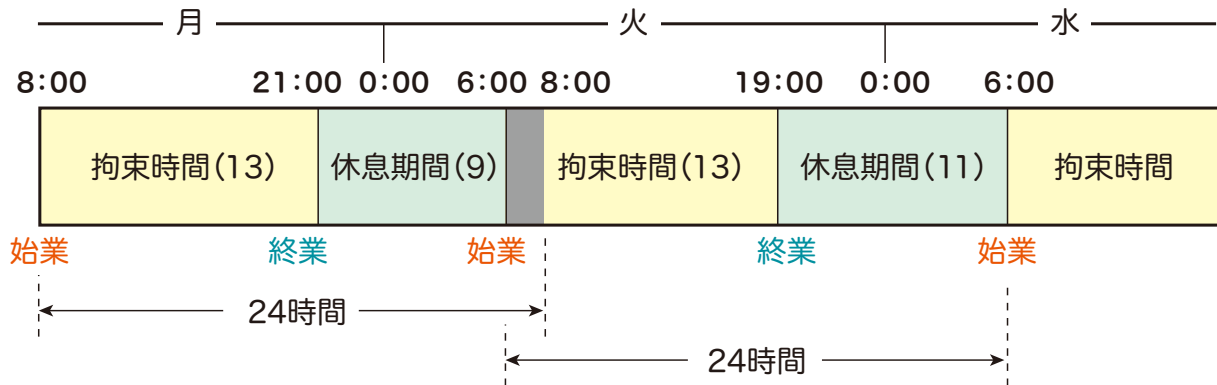 月 火 水
8:00 21:00 0:00 6:00 8:00 19:00 0:00 6:00
拘束時間(13) 休息期間(9) 拘束時間(13) 休息期間(11) 拘束時間
始業 終業 始業 終業 始業
24時間
24時間